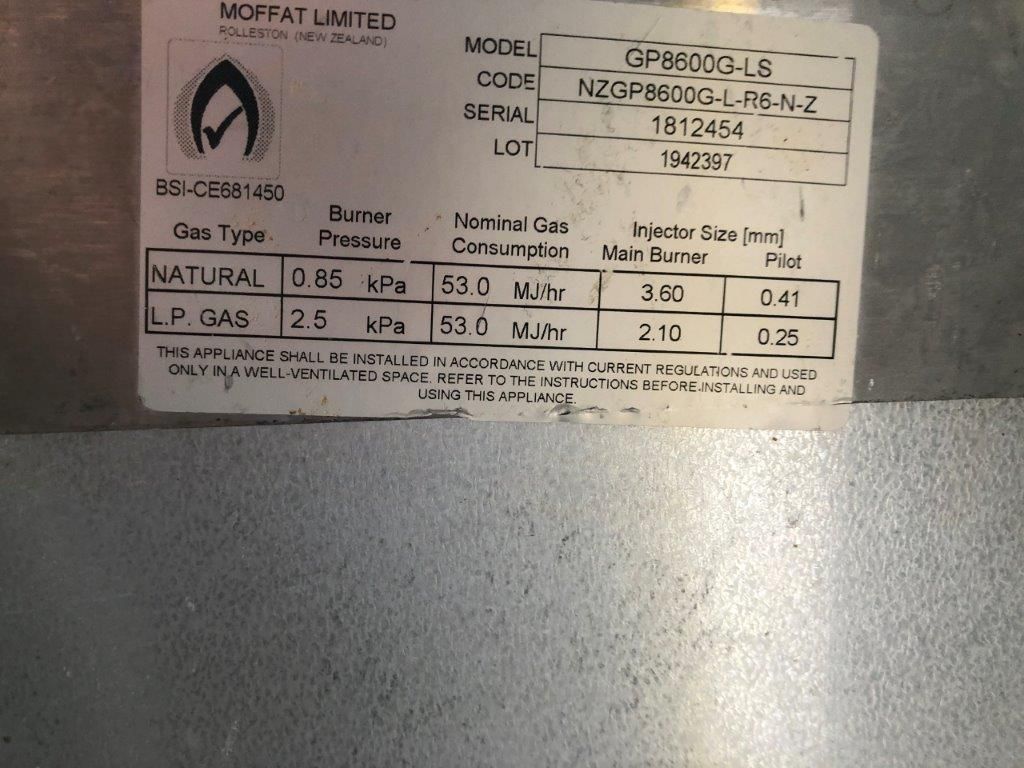 MOFFAT LIMITED
ROLLESTON (NEW ZEALAND)
BSI-CE681450
MODEL GP8600G-LS
CODE NZGP8600G-L-R6-N-Z
SERIAL 1812454
LOT 1942397
Gas Type Burner Pressure Nominal Gas Consumption Injector Size [mm] Main Burner Pilot
NATURAL 0.85 kPa 53.0 MJ/hr 3.60 0.41
L.P. GAS 2.5 kPa 53.0 MJ/hr 2.10 0.25
THIS APPLIANCE SHALL BE INSTALLED IN ACCORDANCE WITH CURRENT REGULATIONS AND USED
ONLY IN A WELL-VENTILATED SPACE. REFER TO THE INSTRUCTIONS BEFORE INSTALLING AND
USING THIS APPLIANCE.